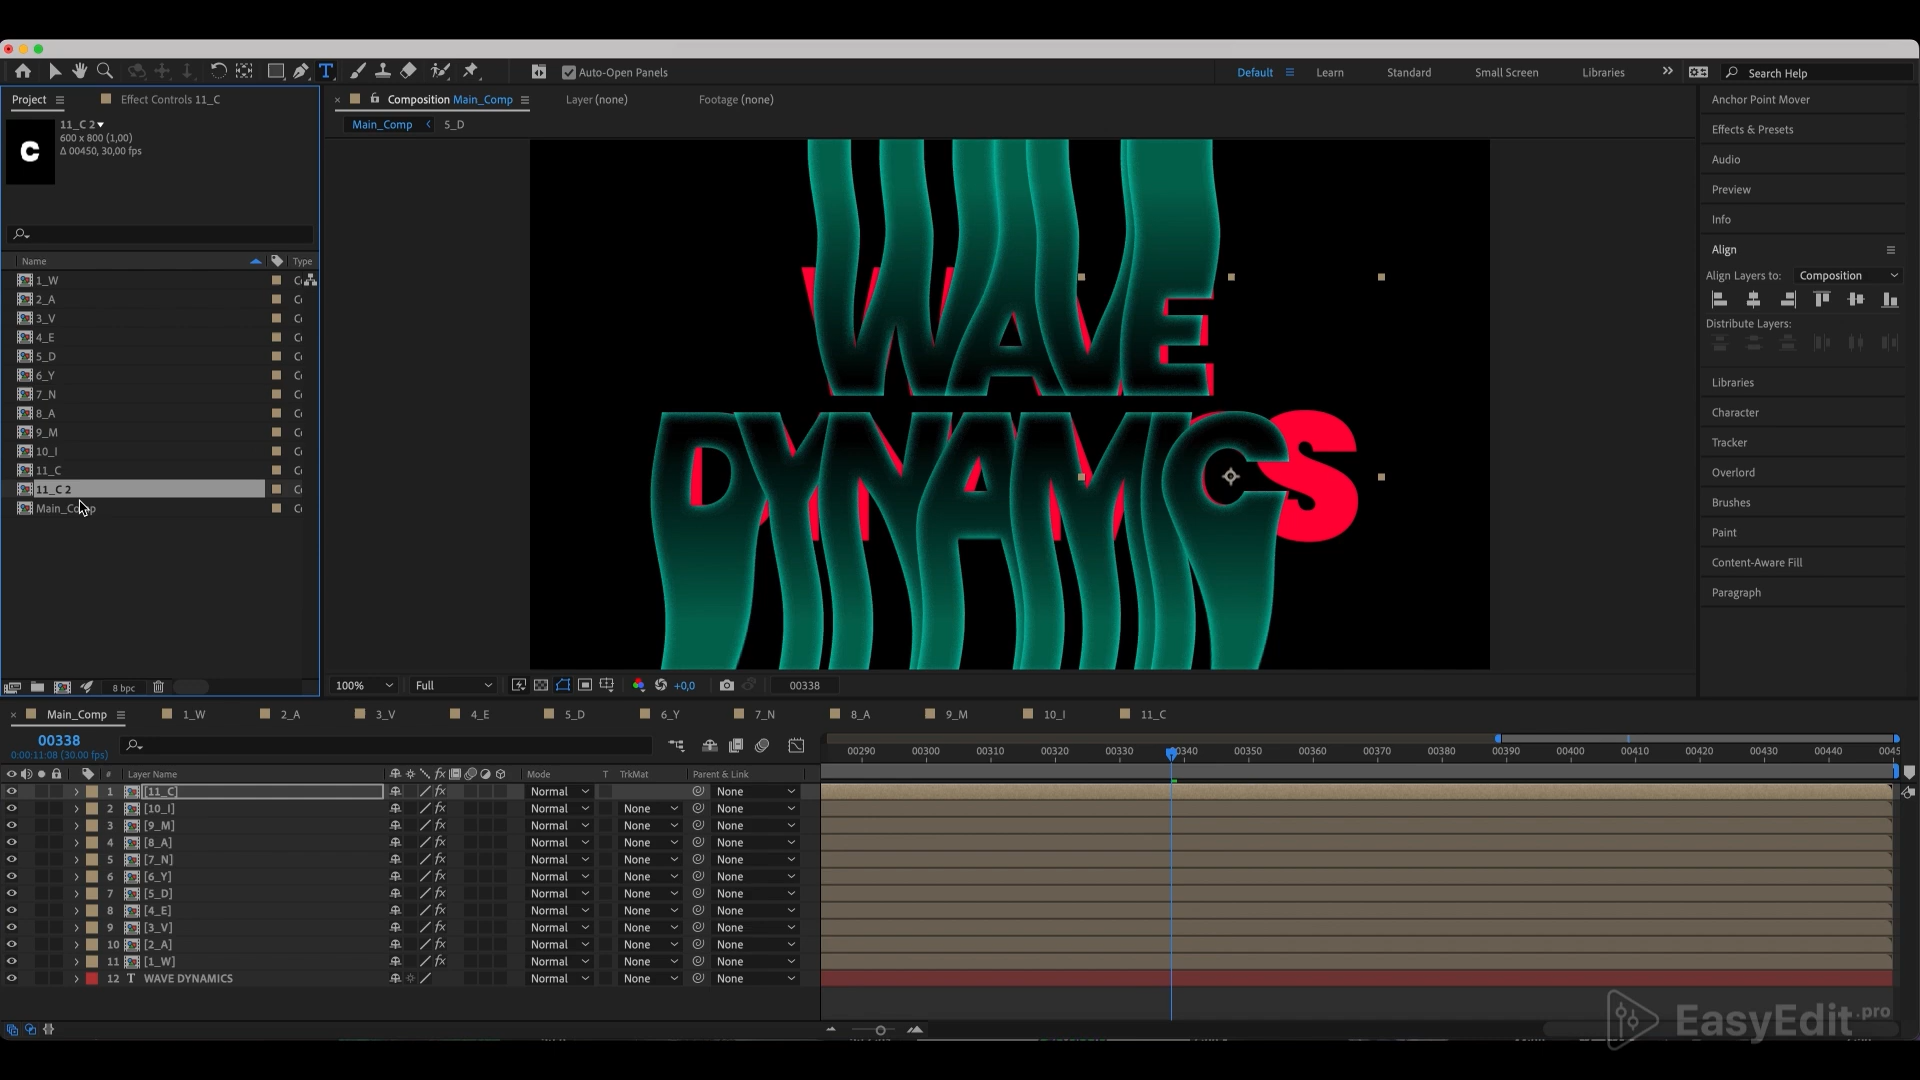 Auto-Open Panels
Default
Learn
Standard
Small Screen
Libraries
Search Help
Project
Effect Controls 11_C
Composition Main_Comp
Layer (none)
Footage (none)
Main_Comp
5_D
11_C 2
600 x 800 (1,00)
Δ 00450, 30,00 fps
C
Name
Type
1_W
2_A
3_V
4_E
5_D
6_Y
7_N
8_A
9_M
10_I
11_C
11_C 2
Main_Comp
8 bpc
WAVE
DYNAMICS
100%
Full
+0,0
00338
Anchor Point Mover
Effects & Presets
Audio
Preview
Info
Align
Align Layers to:
Composition
Distribute Layers:
Libraries
Character
Tracker
Overlord
Brushes
Paint
Content-Aware Fill
Paragraph
Main_Comp
1_W
2_A
3_V
4_E
5_D
6_Y
7_N
8_A
9_M
10_I
11_C
00338
0:00:11:08 (30.00 fps)
00290 00300 00310 00320 00330 00340 00350 00360 00370 00380 00390 00400 00410 00420 00430 00440 0045
# Layer Name Mode T TrkMat Parent & Link
1 [11_C] Normal None
2 [10_I] Normal None None
3 [9_M] Normal None None
4 [8_A] Normal None None
5 [7_N] Normal None None
6 [6_Y] Normal None None
7 [5_D] Normal None None
8 [4_E] Normal None None
9 [3_V] Normal None None
10 [2_A] Normal None None
11 [1_W] Normal None None
12 T WAVE DYNAMICS Normal None None
EasyEdit.pro